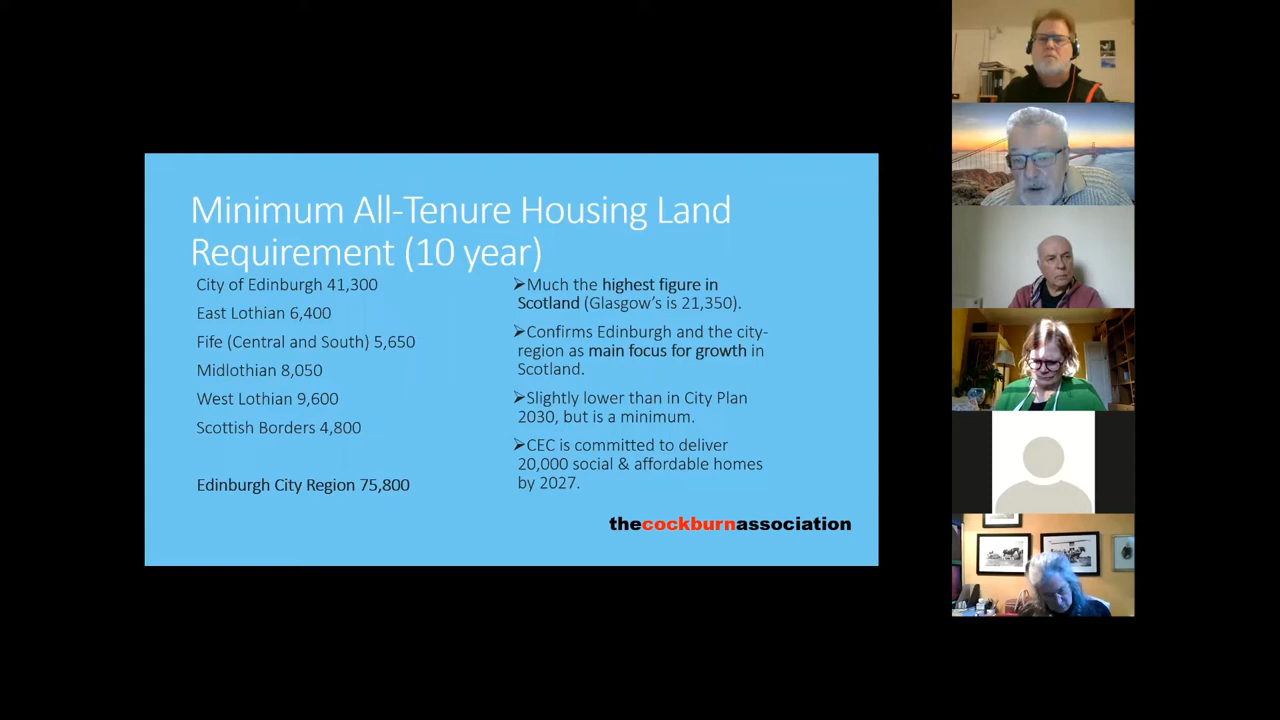 Minimum All-Tenure Housing Land
Requirement (10 year)
City of Edinburgh 41,300
East Lothian 6,400
Fife (Central and South) 5,650
Midlothian 8,050
West Lothian 9,600
Scottish Borders 4,800
Edinburgh City Region 75,800
➢Much the highest figure in
Scotland (Glasgow's is 21,350).
➢Confirms Edinburgh and the city-
region as main focus for growth in
Scotland.
➢Slightly lower than in City Plan
2030, but is a minimum.
➢CEC is committed to deliver
20,000 social & affordable homes
by 2027.
thecockburnassociation